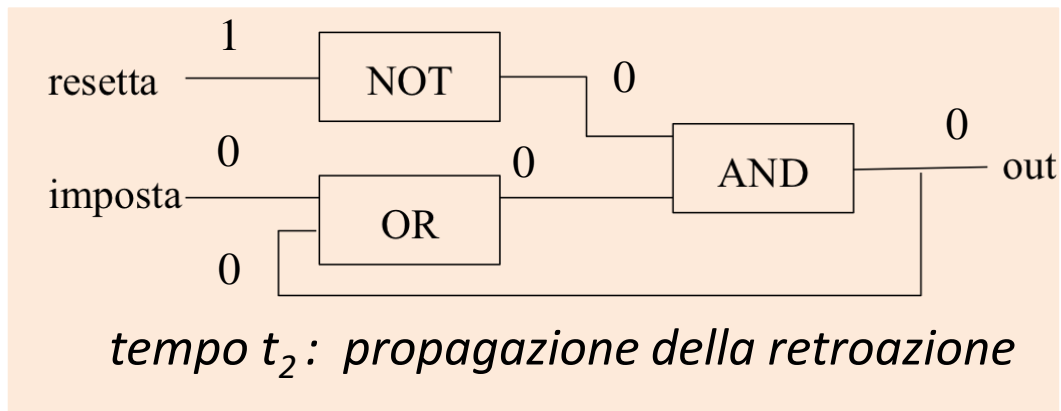 1
resetta NOT 0
0 0 0
imposta OR AND out
0
tempo t₂ : propagazione della retroazione